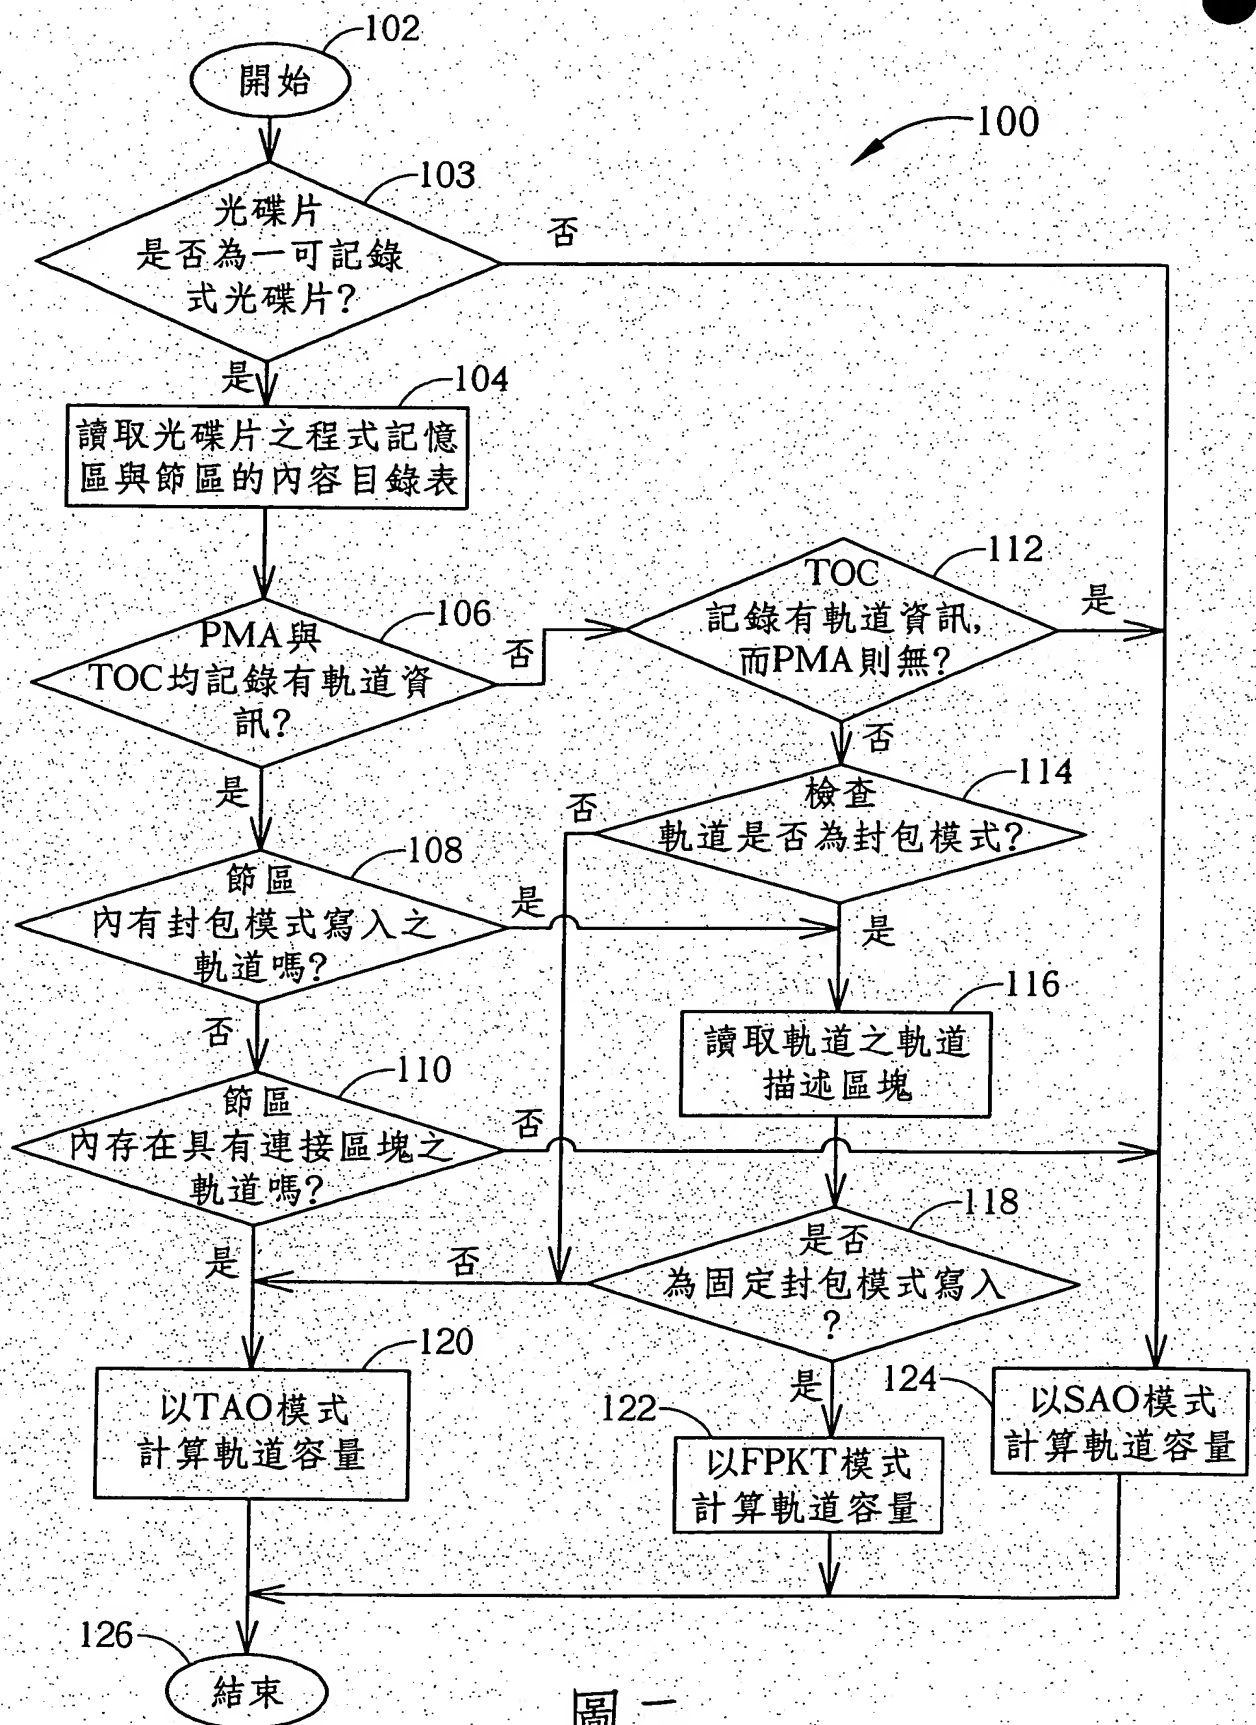 102
開始
100
103
光碟片
是否為一可記錄
式光碟片?
否
是
104
讀取光碟片之程式記憶
區與節區的內容目錄表
106
PMA與
TOC均記錄有軌道資
訊?
否
112
TOC
記錄有軌道資訊,
而PMA則無?
是
是
否
114
檢查
軌道是否為封包模式?
否
108
節區
內有封包模式寫入之
軌道嗎?
是
是
否
116
讀取軌道之軌道
描述區塊
110
節區
內存在具有連接區塊之
軌道嗎?
否
118
是否
為固定封包模式寫入
?
是
否
120
以TAO模式
計算軌道容量
是
122
以FPKT模式
計算軌道容量
124
以SAO模式
計算軌道容量
126
結束
圖一